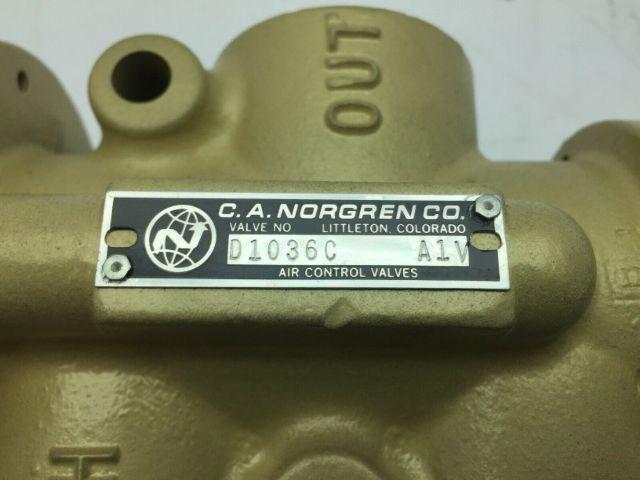 OUT
C. A. NORGREN CO.
VALVE NO LITTLETON, COLORADO
D1036C A1V
AIR CONTROL VALVES